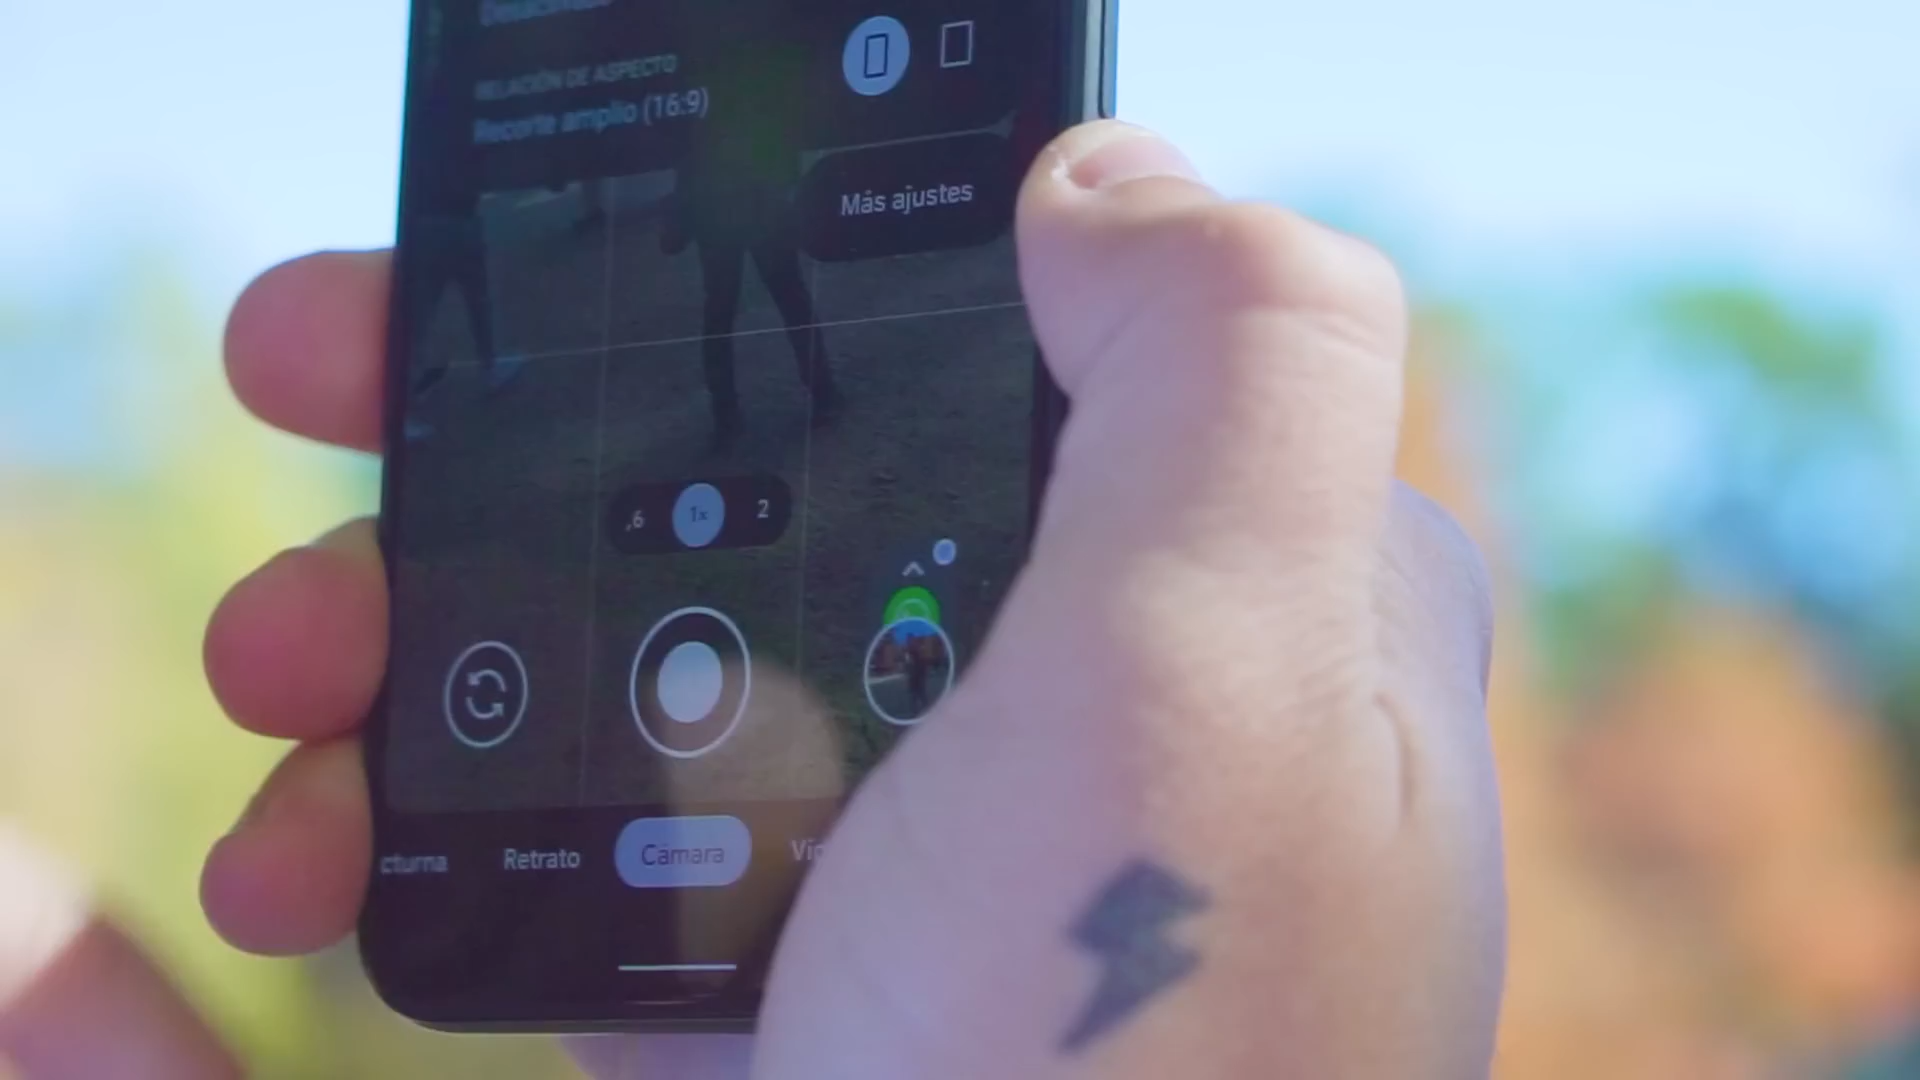 RELACIÓN DE ASPECTO
Recorte amplio (16:9)
Más ajustes
,6 1x 2
cturna Retrato Cámara